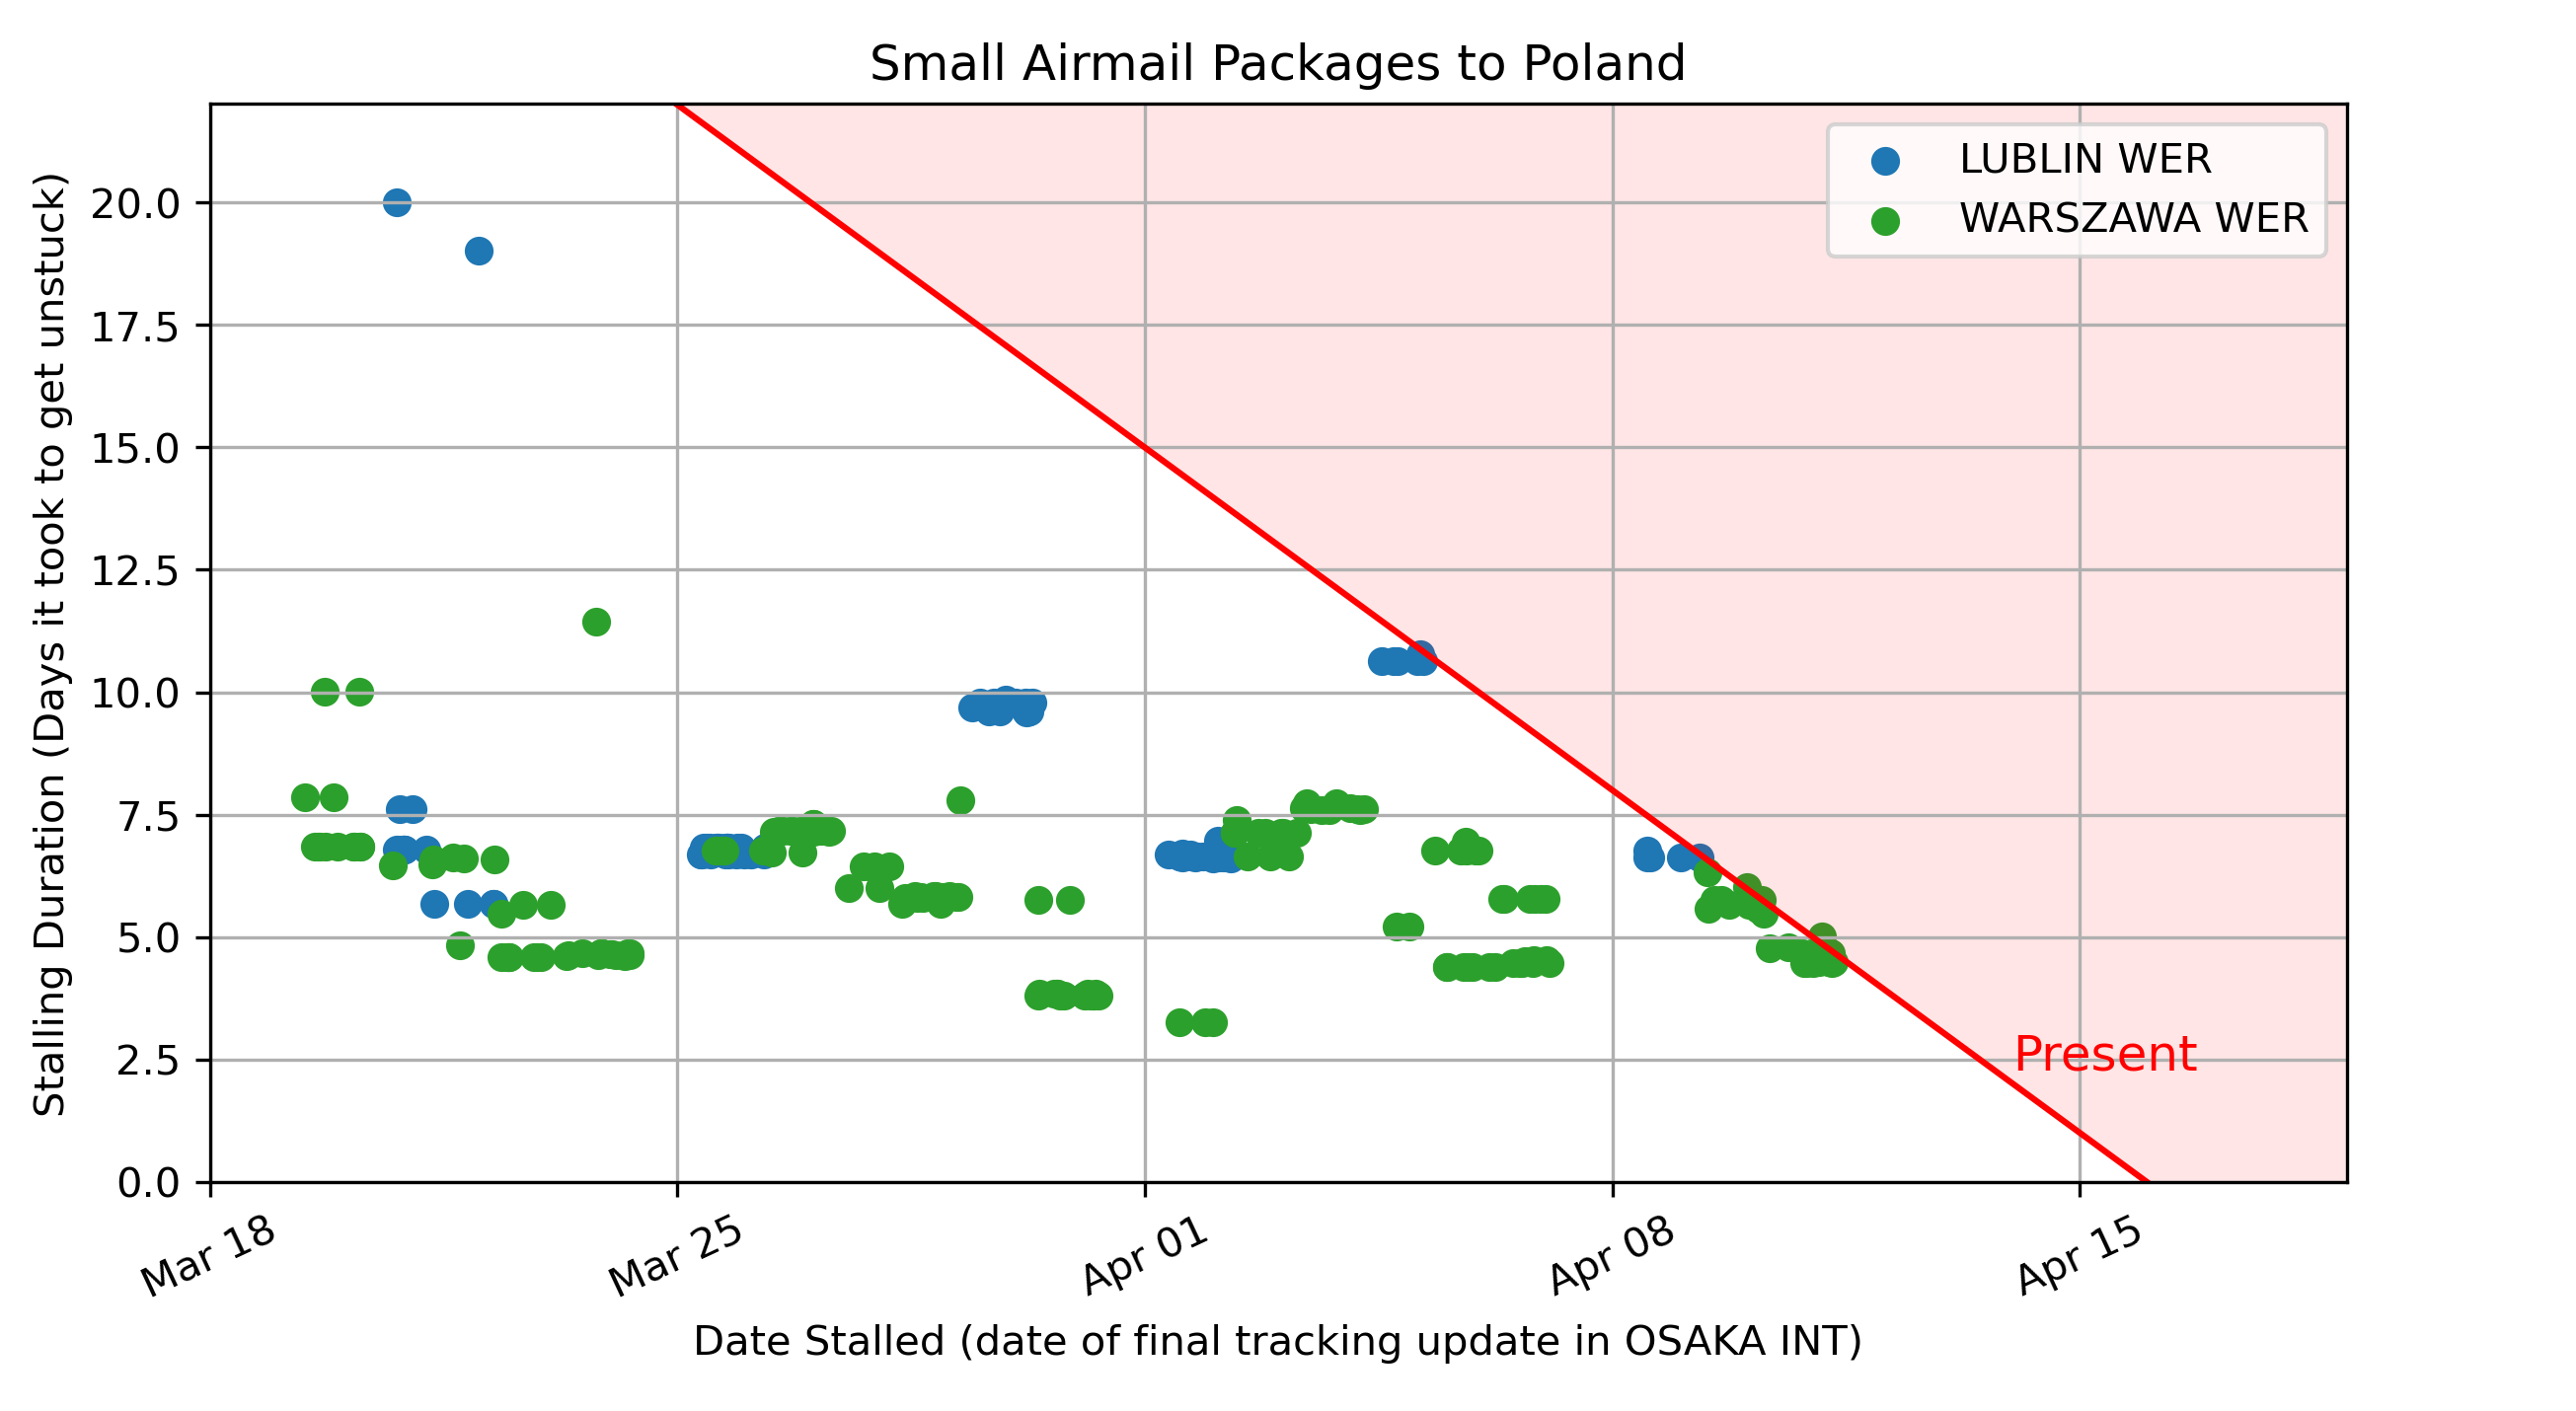 Small Airmail Packages to Poland
LUBLIN WER
WARSZAWA WER
Stalling Duration (Days it took to get unstuck)
20.0
17.5
15.0
12.5
10.0
7.5
5.0
2.5
0.0
Present
Mar 18
Mar 25
Apr 01
Apr 08
Apr 15
Date Stalled (date of final tracking update in OSAKA INT)